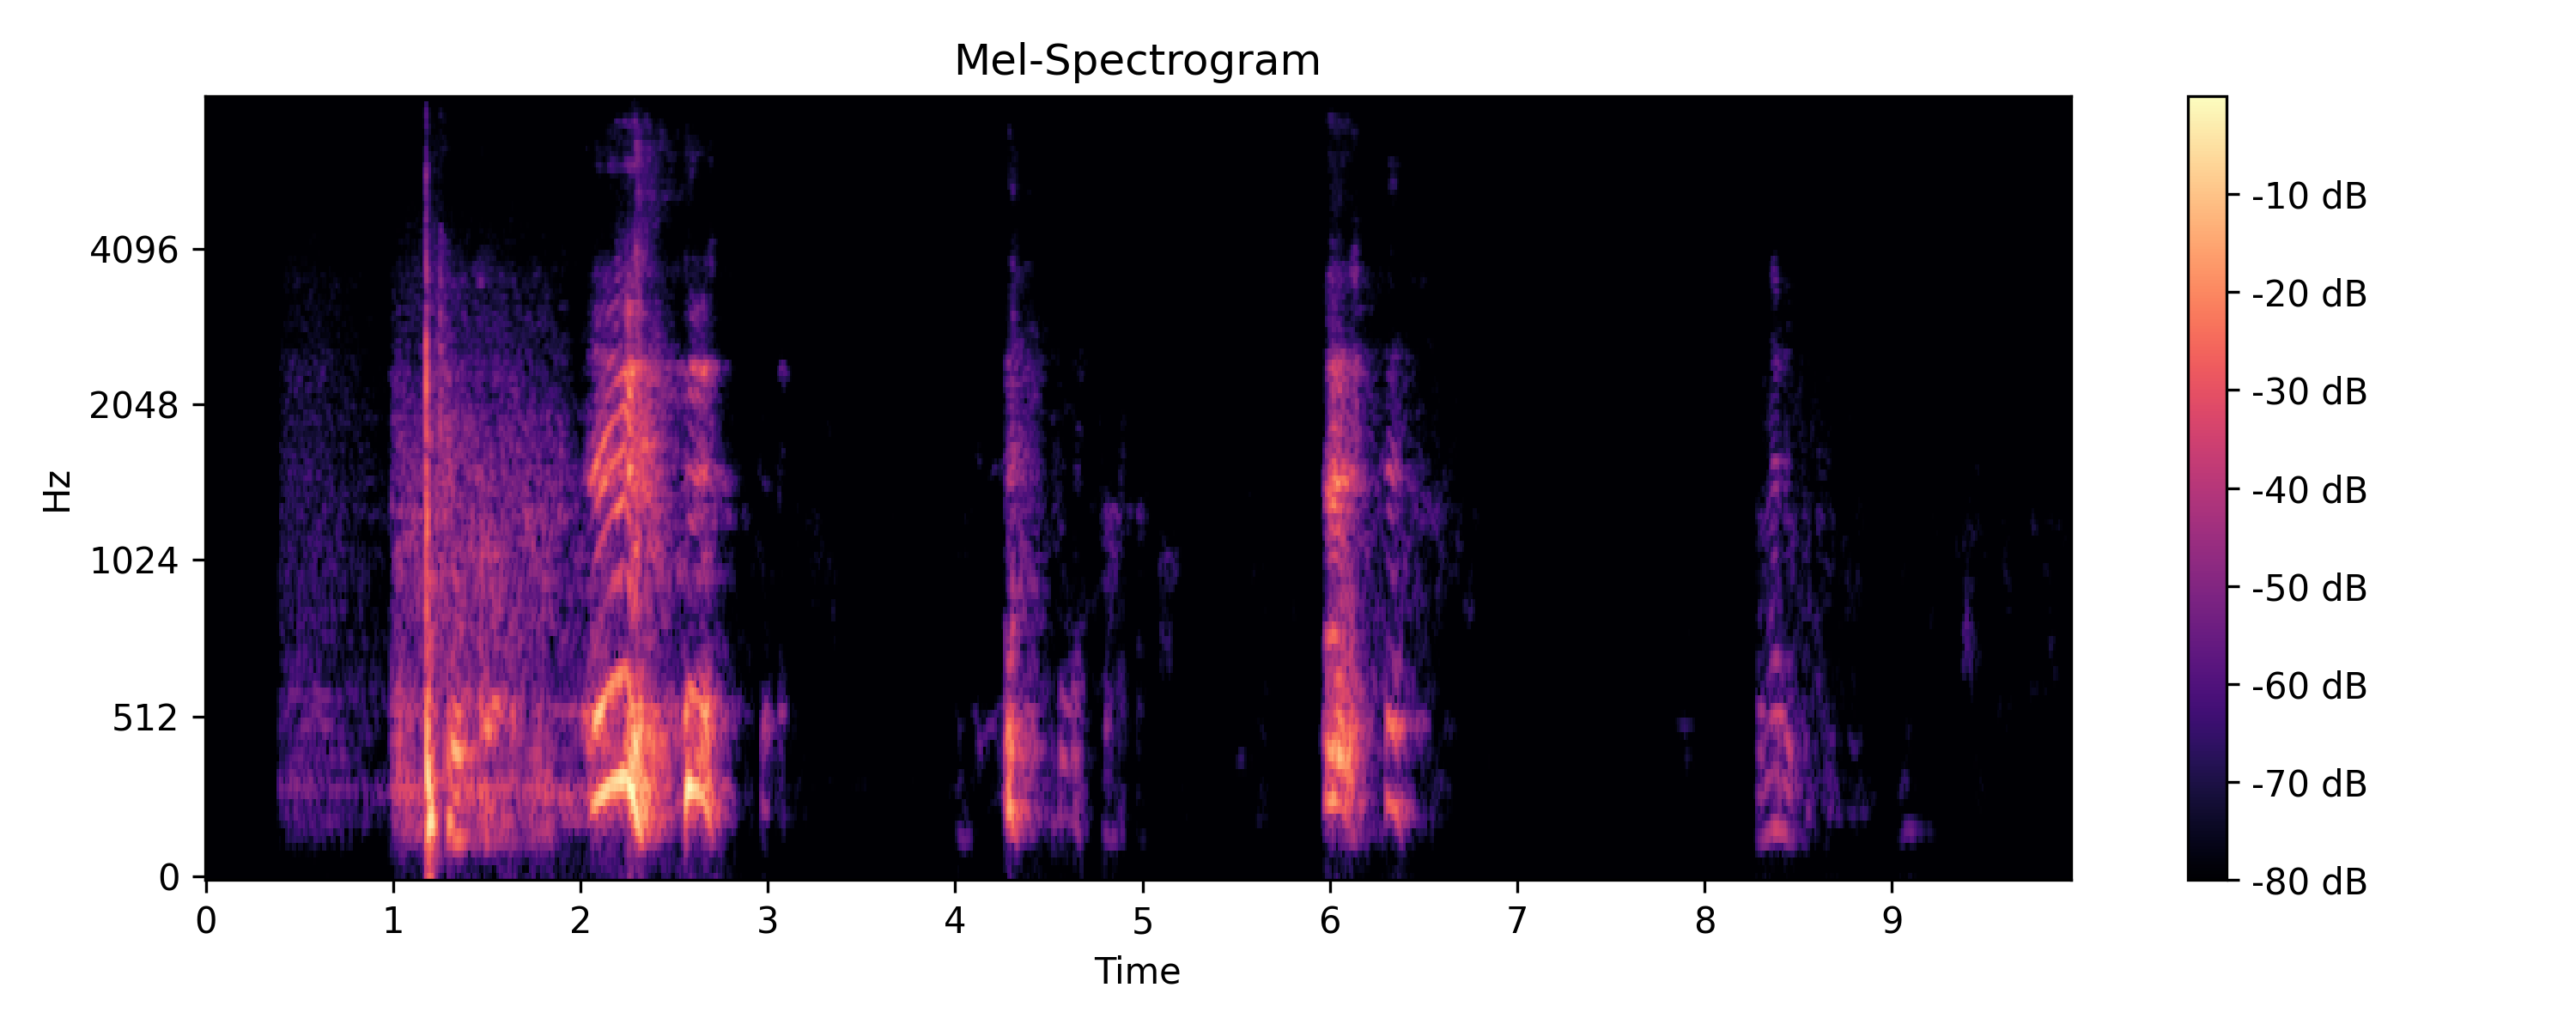 Mel-Spectrogram
Hz
4096
2048
1024
512
0
0 1 2 3 4 5 6 7 8 9
Time
-10 dB
-20 dB
-30 dB
-40 dB
-50 dB
-60 dB
-70 dB
-80 dB